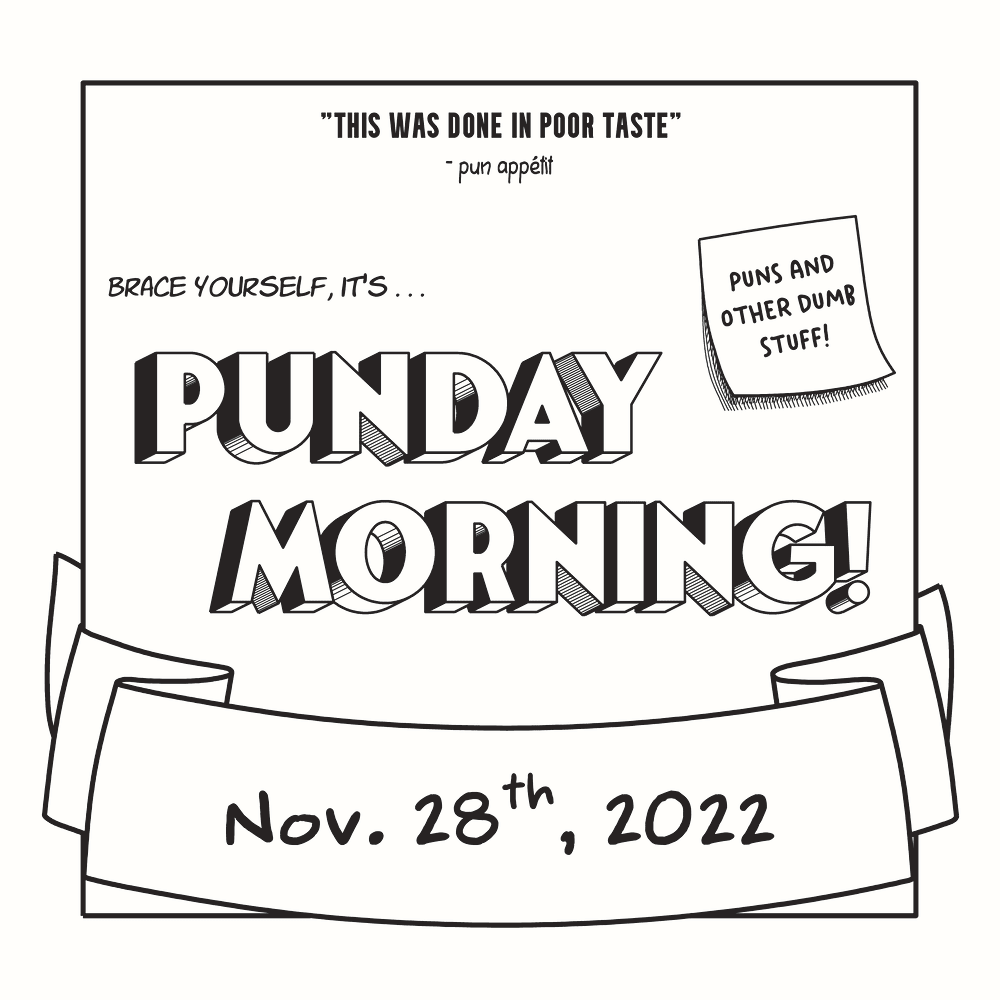 "THIS WAS DONE IN POOR TASTE"
- pun appétit
BRACE YOURSELF, IT'S . . .
PUNS AND
OTHER DUMB
STUFF!
PUNDAY
MORNING!
Nov. 28th, 2022